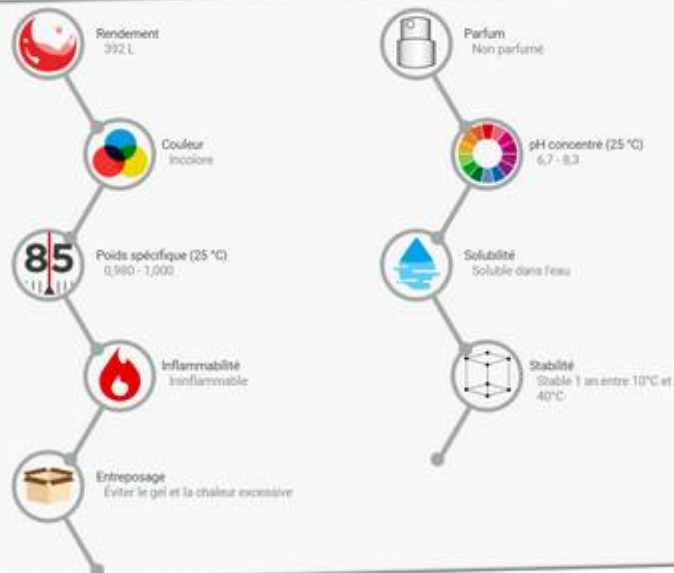 Rendement
392 L
Couleur
Incolore
85
Poids spécifique (25 °C)
0,980 - 1,000
Inflammabilité
Ininflammable
Entreposage
Éviter le gel et la chaleur excessive
Parfum
Non parfumé
pH concentré (25 °C)
6,7 - 8,3
Solubilité
Soluble dans l'eau
Stabilité
Stable 1 an entre 10°C et
40°C